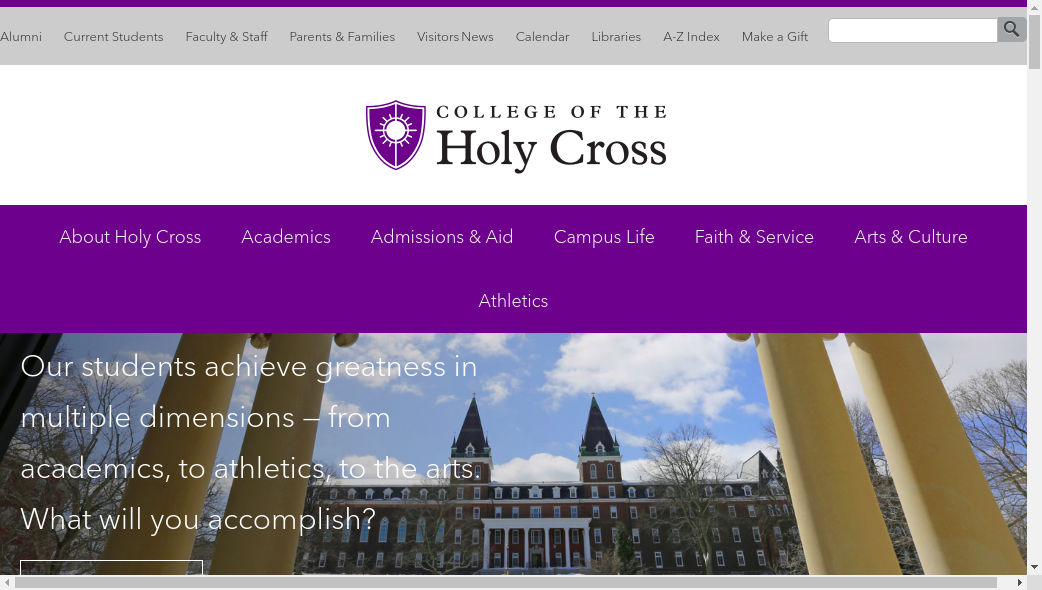 Alumni Current Students Faculty & Staff Parents & Families Visitors News Calendar Libraries A-Z Index Make a Gift
COLLEGE OF THE
Holy Cross
About Holy Cross Academics Admissions & Aid Campus Life Faith & Service Arts & Culture
Athletics
Our students achieve greatness in
multiple dimensions — from
academics, to athletics, to the arts.
What will you accomplish?